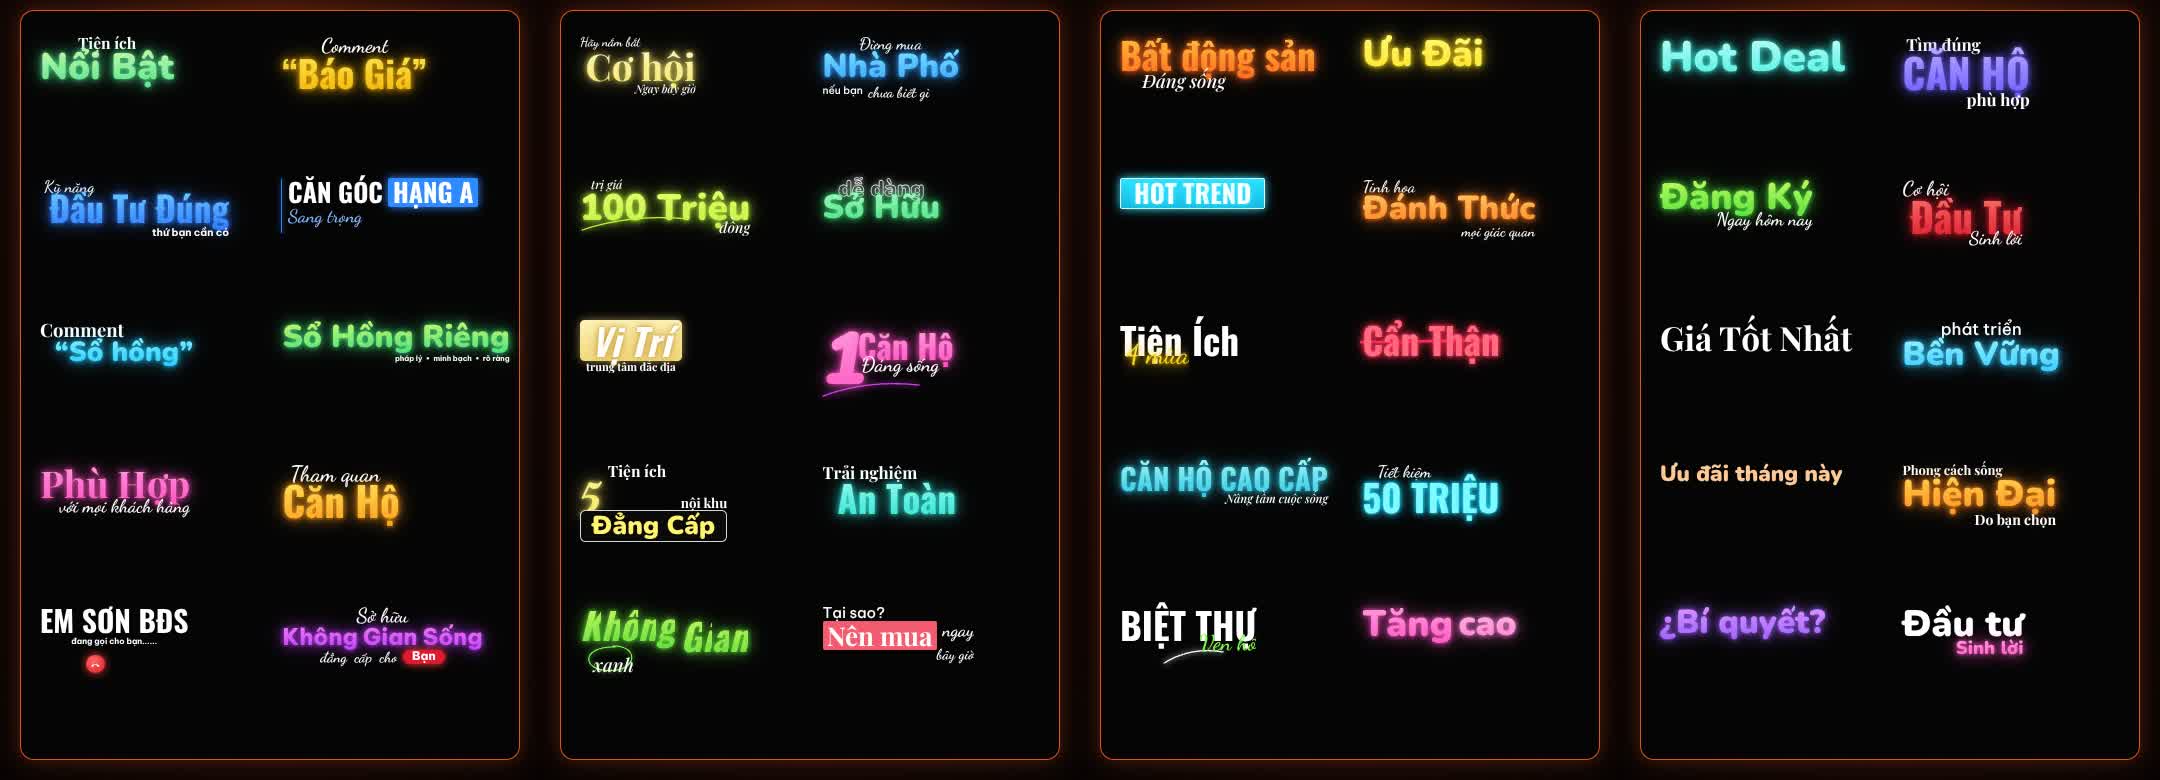 Tiện ích
Nổi Bật
Comment
“Báo Giá”
Kỹ năng
Đầu Tư Đúng
thứ bạn cần có
CĂN GÓC HẠNG A
Sang trọng
Comment
“Sổ hồng”
Sổ Hồng Riêng
pháp lý • minh bạch • rõ ràng
Phù Hợp
với mọi khách hàng
Tham quan
Căn Hộ
EM SƠN BĐS
đang gọi cho bạn......
Sở hữu
Không Gian Sống
đẳng cấp cho Bạn
Hãy nắm bắt
Cơ hội
Ngay bây giờ
Đừng mua
Nhà Phố
nếu bạn chưa biết gì
trị giá
100 Triệu
đồng
dễ dàng
Sở Hữu
Vị Trí
trung tâm đắc địa
1 Căn Hộ
Đáng sống
Tiện ích
5
nội khu
Đẳng Cấp
Trải nghiệm
An Toàn
Không Gian
xanh
Tại sao?
Nên mua ngay
bây giờ
Bất động sản
Đáng sống
Ưu Đãi
HOT TREND
Tinh hoa
Đánh Thức
mọi giác quan
Tiện Ích
4 mùa
Cẩn Thận
CĂN HỘ CAO CẤP
Nâng tầm cuộc sống
Tiết kiệm
50 TRIỆU
BIỆT THỰ
Ven hồ
Tăng cao
Hot Deal
Tìm đúng
CĂN HỘ
phù hợp
Đăng Ký
Ngay hôm nay
Cơ hội
Đầu Tư
Sinh lời
Giá Tốt Nhất
phát triển
Bền Vững
Ưu đãi tháng này
Phong cách sống
Hiện Đại
Do bạn chọn
¿Bí quyết?
Đầu tư
Sinh lời